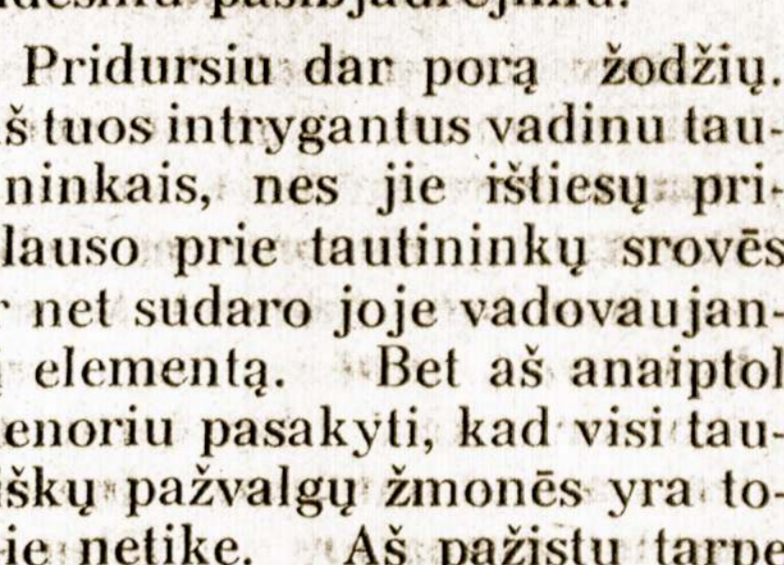 Pridursiu dar porą žodžių.
š tuos intrygantus vadinu tau-
ninkais, nes jie ištiesų pri-
lauso prie tautininkų srovēs
net sudaro joje vadovaujan-
elementą. Bet aš anaiptol
enoriu pasakyti, kad visi tau-
iškų pažvalgų žmonēs yra to-
ie netike. Aš pažįstu tarpe